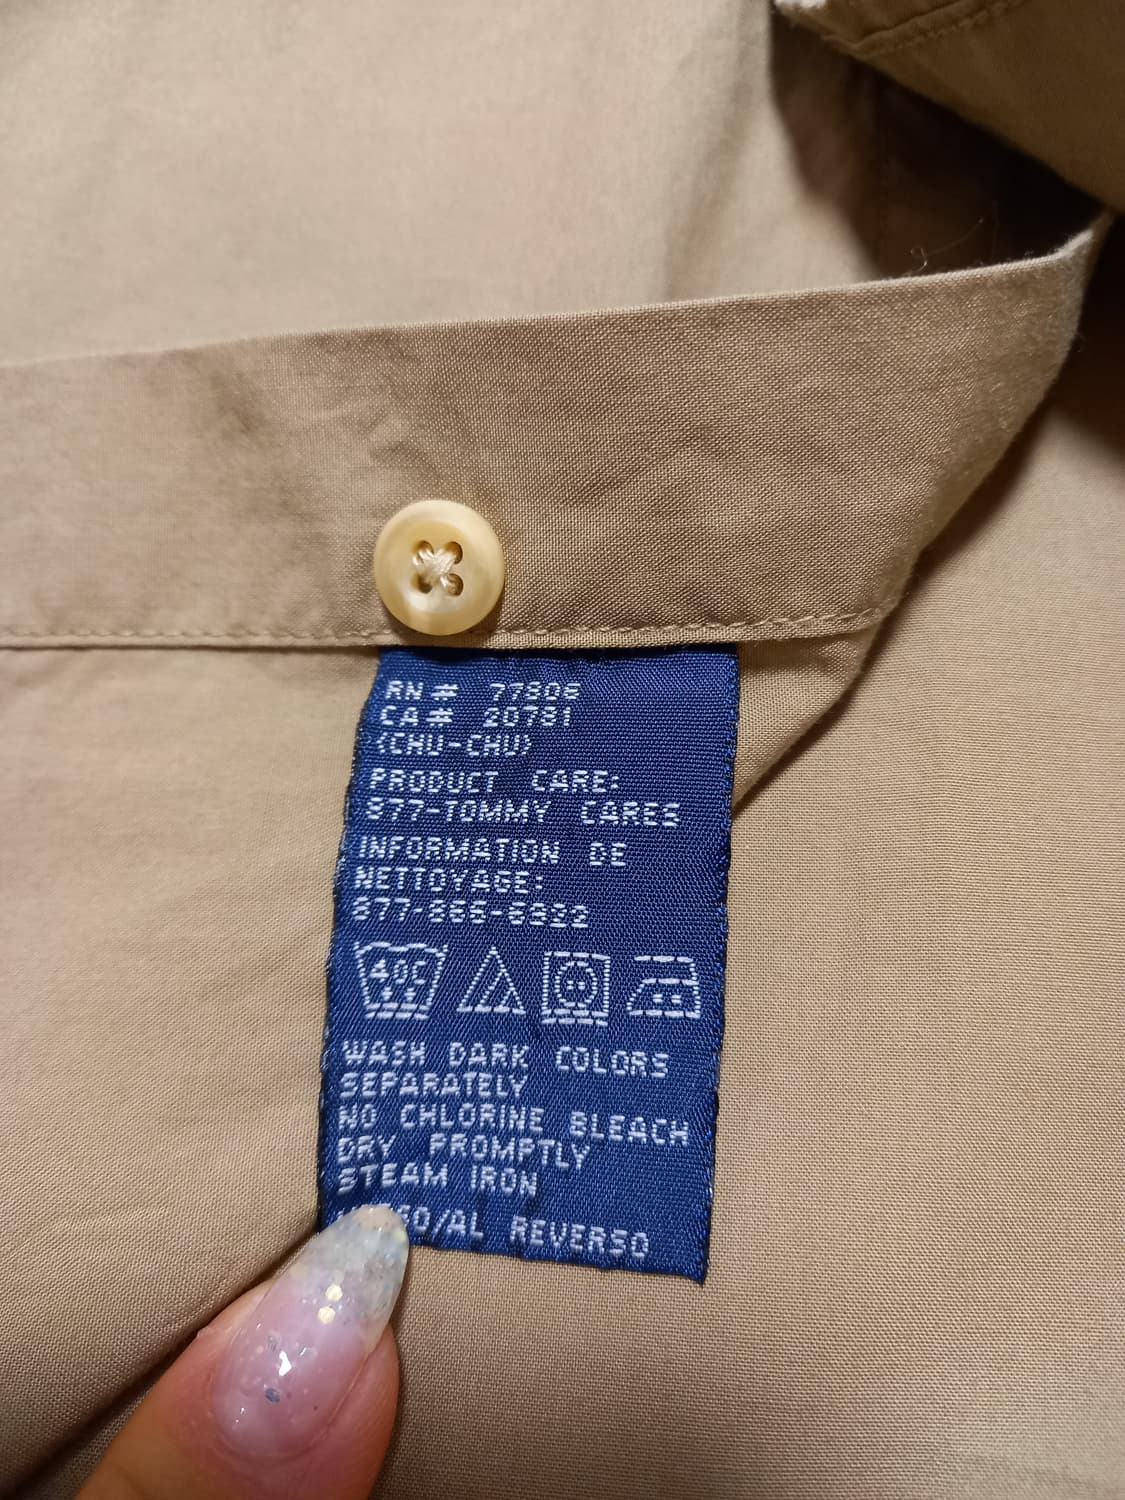 RN # 77806
CA# 20781
(CHU-CHU)
PRODUCT CARE:
877-TOMMY CARES
INFORMATION DE
NETTOYAGE:
877-866-6922
40C
WASH DARK COLORS
SEPARATELY
NO CHLORINE BLEACH
DRY PROMPTLY
STEAM IRON
/AL REVERSO